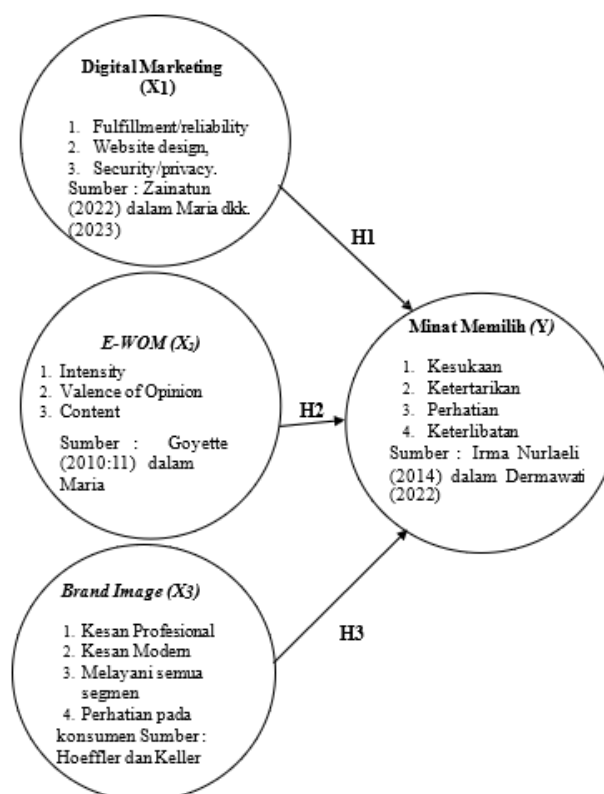 Digital Marketing
(X1)
1. Fulfillment/reliability
2. Website design,
3. Security/privacy.
Sumber : Zainatun
(2022) dalam Maria dkk.
(2023)
H1
E-WOM (X2)
1. Intensity
2. Valence of Opinion
3. Content
Sumber : Goyette
(2010:11) dalam
Maria
H2
Minat Memilih (Y)
1. Kesukaan
2. Ketertarikan
3. Perhatian
4. Keterlibatan
Sumber : Irma Nurlaeli
(2014) dalam Dermawati
(2022)
Brand Image (X3)
1. Kesan Profesional
2. Kesan Modern
3. Melayani semua
segmen
4. Perhatian pada
konsumen Sumber :
Hoeffler dan Keller
H3